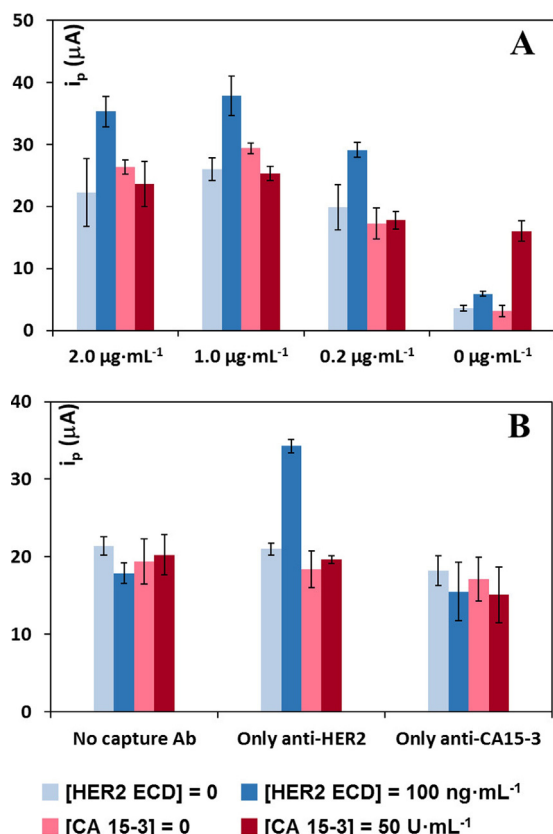 50
40
30
20
10
0
iₚ (µA)
A
2.0 µg·mL⁻¹ 1.0 µg·mL⁻¹ 0.2 µg·mL⁻¹ 0 µg·mL⁻¹
40
30
20
10
0
iₚ (µA)
B
No capture Ab Only anti-HER2 Only anti-CA15-3
[HER2 ECD] = 0 [HER2 ECD] = 100 ng·mL⁻¹
[CA 15-3] = 0 [CA 15-3] = 50 U·mL⁻¹